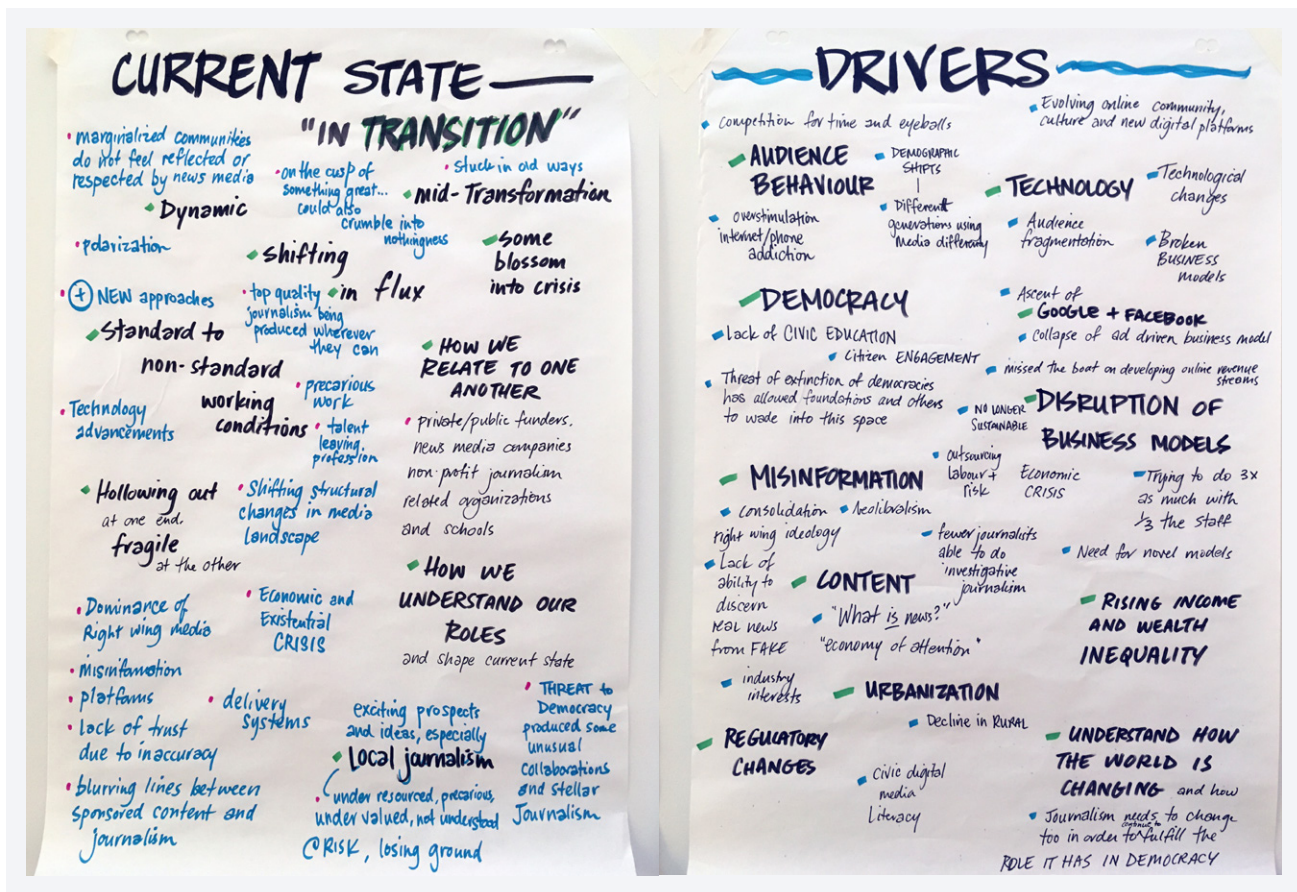 CURRENT STATE
"IN TRANSITION"
• marginalized communities
do not feel reflected or
respected by news media
• on the cusp of
something great...
could also
crumble into
nothingness
• Stuck in old ways
• mid-Transformation
• Dynamic
• polarization
• Shifting
• some
blossom
into crisis
• + NEW approaches
• top quality
journalism being
produced wherever
they can
• in flux
• Standard to
non-standard
working
conditions
• precarious
work
• talent
leaving
profession
• Technology
advancements
• HOW WE
RELATE TO ONE
ANOTHER
• private/public funders,
news media companies
non-profit journalism
related organizations
and schools
• Hollowing out
at one end,
fragile
at the other
• Shifting structural
changes in media
landscape
• HOW WE
UNDERSTAND OUR
ROLES
and shape current state
• Dominance of
Right wing media
• Economic and
Existential
CRISIS
• misinfomation
• platfoms
• delivery
systems
• Lack of trust
due to inaccuracy
• blurring lines between
sponsored content and
journalism
exciting prospects
and ideas, especially
• Local journalism
• under resourced, precarious,
under valued, not understood
@RISK, losing ground
• THREAT to
Democracy
produced some
unusual
collaborations
and stellar
Journalism
DRIVERS
• competition for time and eyeballs
• Evolving online community,
culture and new digital platforms
• AUDIENCE
BEHAVIOUR
• DEMOGRAPHIC
SHIFTS
• Different
generations using
Media differently
• overstimulation
internet/phone
addiction
• TECHNOLOGY
• Technological
changes
• Audience
fragmentation
• Broken
BUSINESS
models
• DEMOCRACY
• Lack of CIVIC EDUCATION
• Citizen ENGAGEMENT
• Threat of extinction of democracies
has allowed foundations and others
to wade into this space
• Ascent of
• GOOGLE + FACEBOOK
• collapse of ad driven business model
• missed the boat on developing online revenue
streams
• NO LONGER
SUSTAINABLE
• DISRUPTION OF
BUSINESS MODELS
• outsourcing
labour +
risk
Economic
CRISIS
• Trying to do 3x
as much with
1/3 the staff
• Need for novel models
• MISINFORMATION
• consolidation • Neoliberalism
right wing ideology
• fewer journalists
able to do
investigative
journalism
• Lack of
ability to
discern
real news
from FAKE
• CONTENT
• "What is news?"
"economy of attention"
• industry
interests
• RISING INCOME
AND WEALTH
INEQUALITY
• URBANIZATION
• Decline in RURAL
• REGULATORY
CHANGES
• Civic digital
media
Literacy
• UNDERSTAND HOW
THE WORLD IS
CHANGING and how
• Journalism needs to change
too in order to continue to fulfill the
ROLE IT HAS IN DEMOCRACY